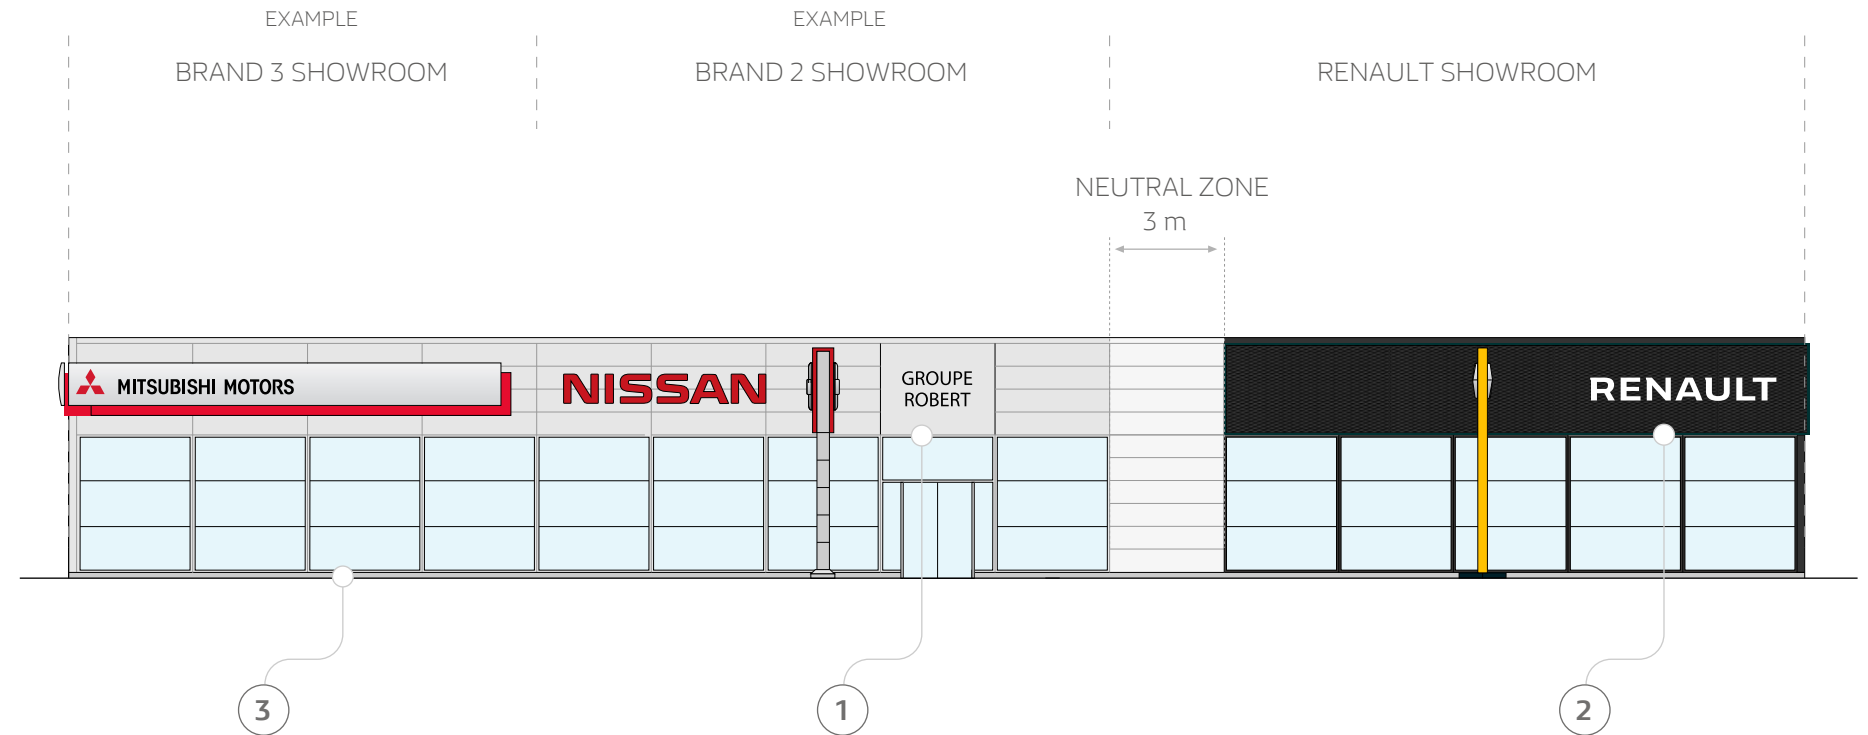 EXAMPLE
EXAMPLE
BRAND 3 SHOWROOM
BRAND 2 SHOWROOM
RENAULT SHOWROOM
NEUTRAL ZONE
3 m
MITSUBISHI MOTORS
NISSAN
GROUPE
ROBERT
RENAULT
3
1
2